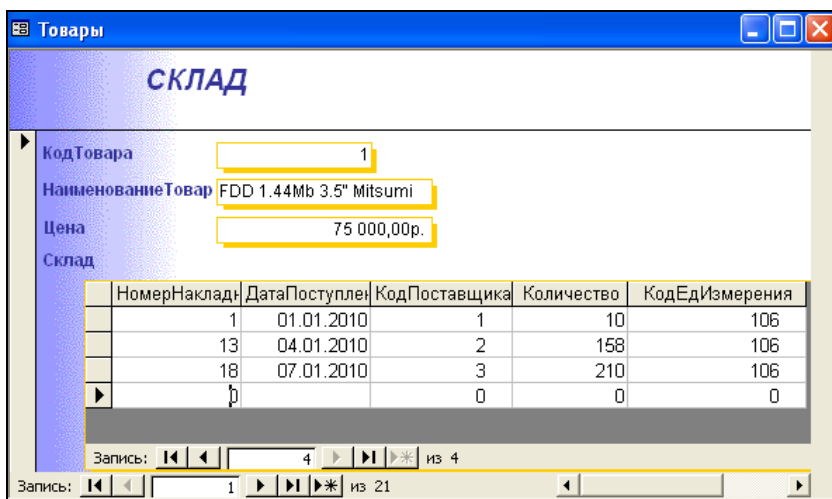 Товары
СКЛАД
КодТовара 1
НаименованиеТовар FDD 1.44Mb 3.5" Mitsumi
Цена 75 000,00р.
Склад
НомерНакладн ДатаПоступлен КодПоставщика Количество КодЕдИзмерения
1 01.01.2010 1 10 106
13 04.01.2010 2 158 106
18 07.01.2010 3 210 106
0 0 0 0
Запись: 4 из 4
Запись: 1 из 21